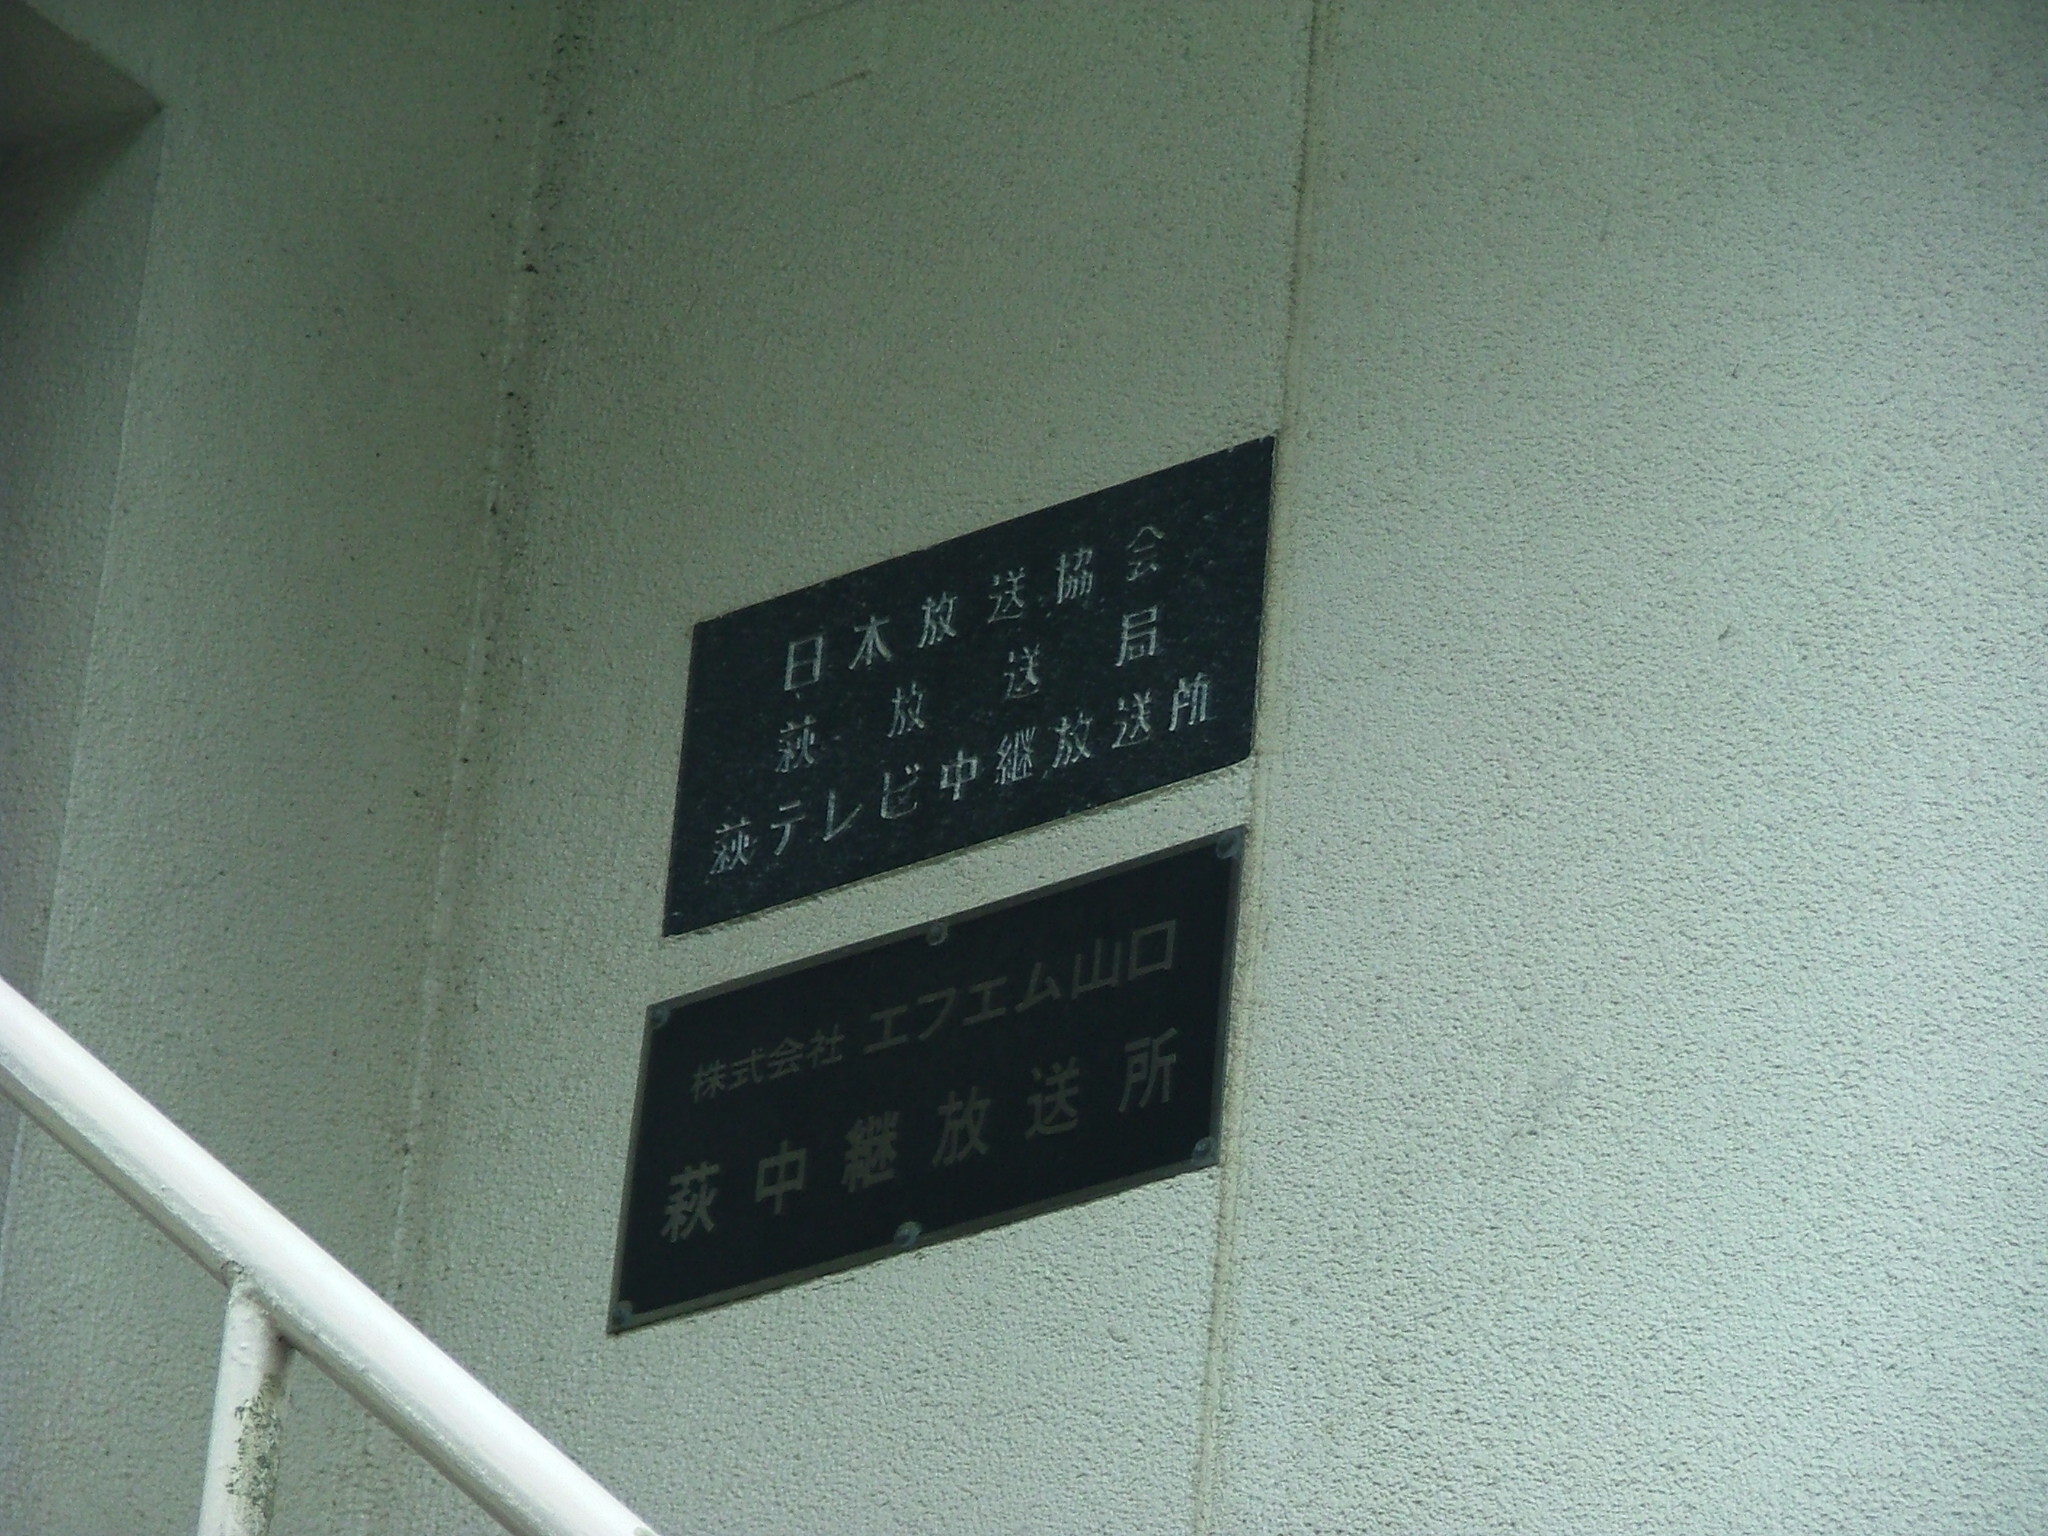 日本放送協会
萩放送局
萩テレビ中継放送所
株式会社 エフエム山口
萩中継放送所